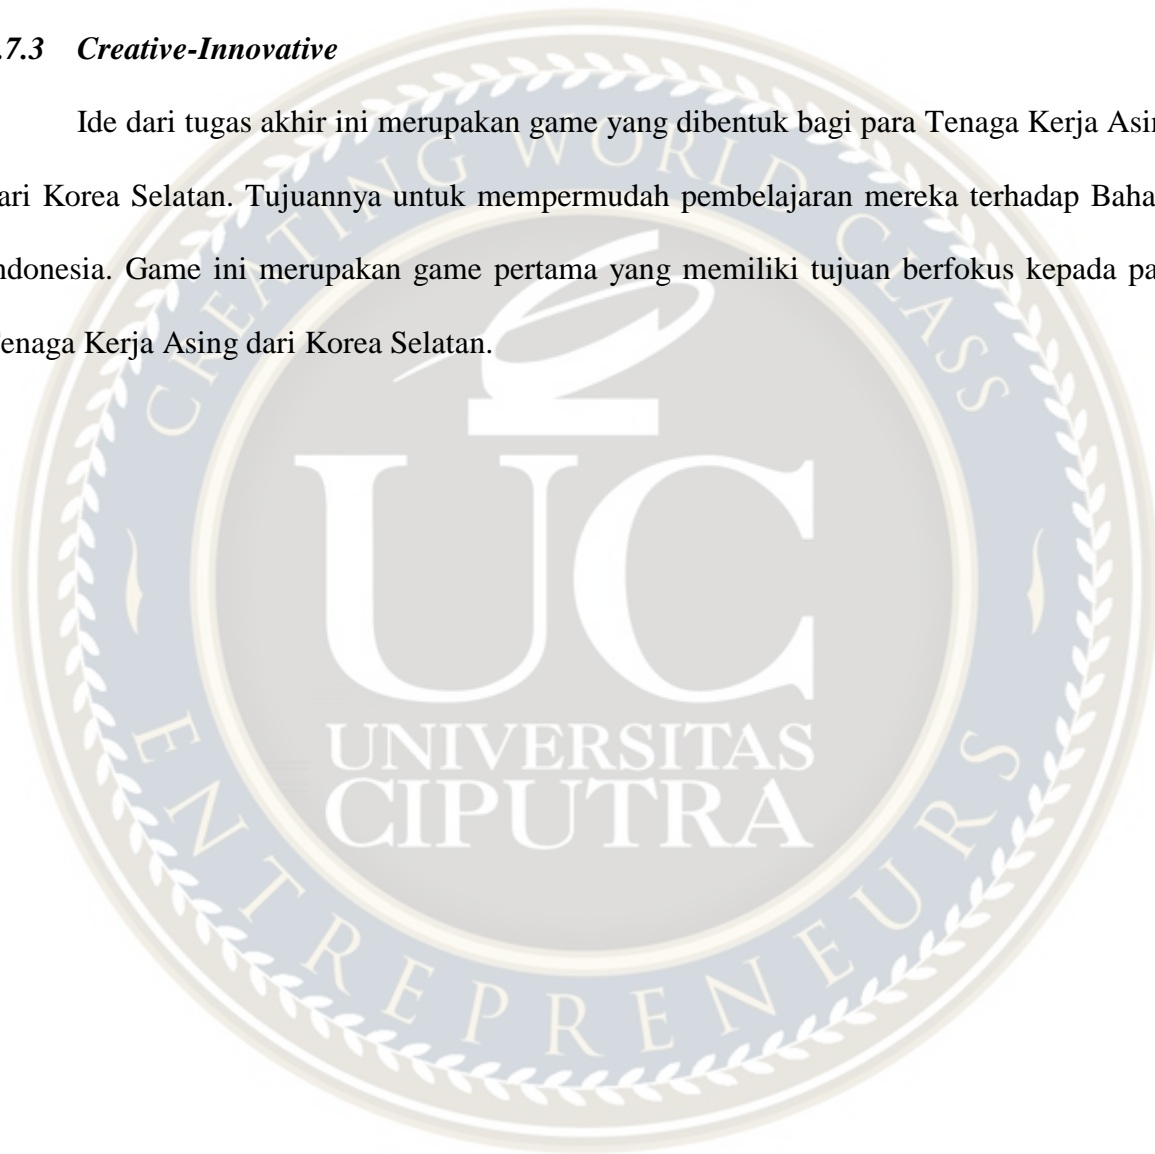 .7.3 Creative-Innovative
Ide dari tugas akhir ini merupakan game yang dibentuk bagi para Tenaga Kerja Asin
ari Korea Selatan. Tujuannya untuk mempermudah pembelajaran mereka terhadap Baha
ndonesia. Game ini merupakan game pertama yang memiliki tujuan berfokus kepada pa
enaga Kerja Asing dari Korea Selatan.
CREATING WORLD CLASS
UC
UNIVERSITAS
CIPUTRA
ENTREPRENEURS